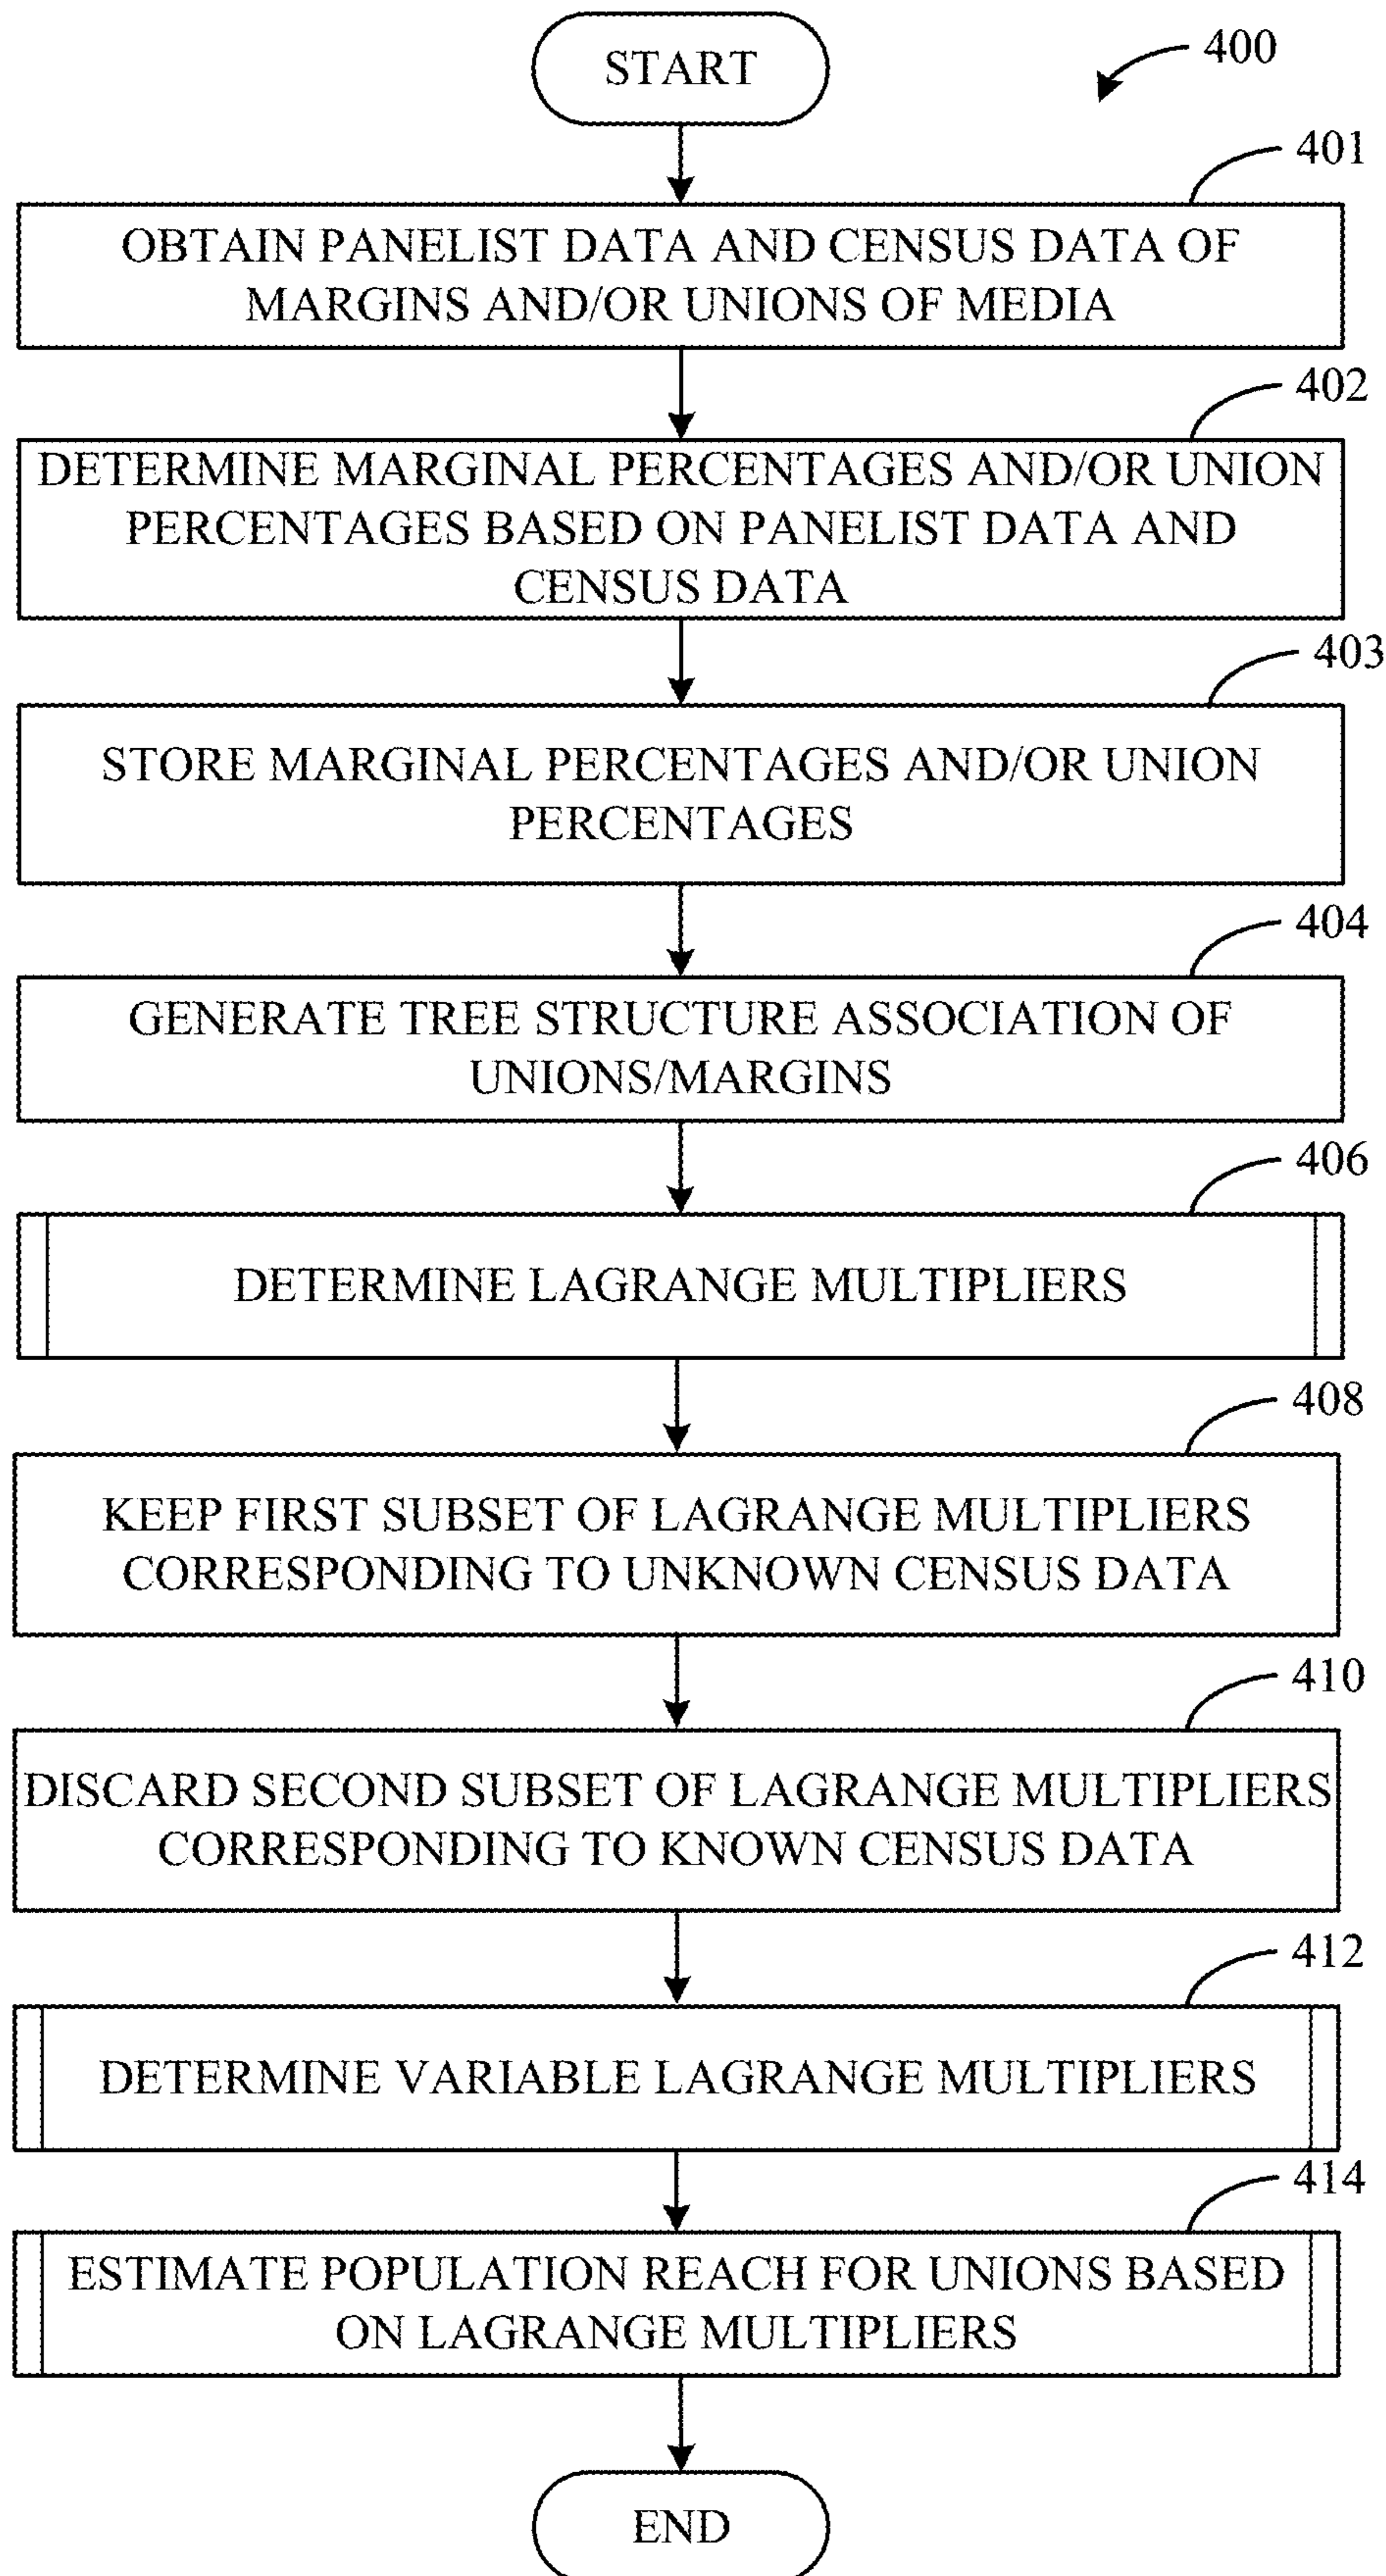 START
400
401
OBTAIN PANELIST DATA AND CENSUS DATA OF
MARGINS AND/OR UNIONS OF MEDIA
402
DETERMINE MARGINAL PERCENTAGES AND/OR UNION
PERCENTAGES BASED ON PANELIST DATA AND
CENSUS DATA
403
STORE MARGINAL PERCENTAGES AND/OR UNION
PERCENTAGES
404
GENERATE TREE STRUCTURE ASSOCIATION OF
UNIONS/MARGINS
406
DETERMINE LAGRANGE MULTIPLIERS
408
KEEP FIRST SUBSET OF LAGRANGE MULTIPLIERS
CORRESPONDING TO UNKNOWN CENSUS DATA
410
DISCARD SECOND SUBSET OF LAGRANGE MULTIPLIERS
CORRESPONDING TO KNOWN CENSUS DATA
412
DETERMINE VARIABLE LAGRANGE MULTIPLIERS
414
ESTIMATE POPULATION REACH FOR UNIONS BASED
ON LAGRANGE MULTIPLIERS
END